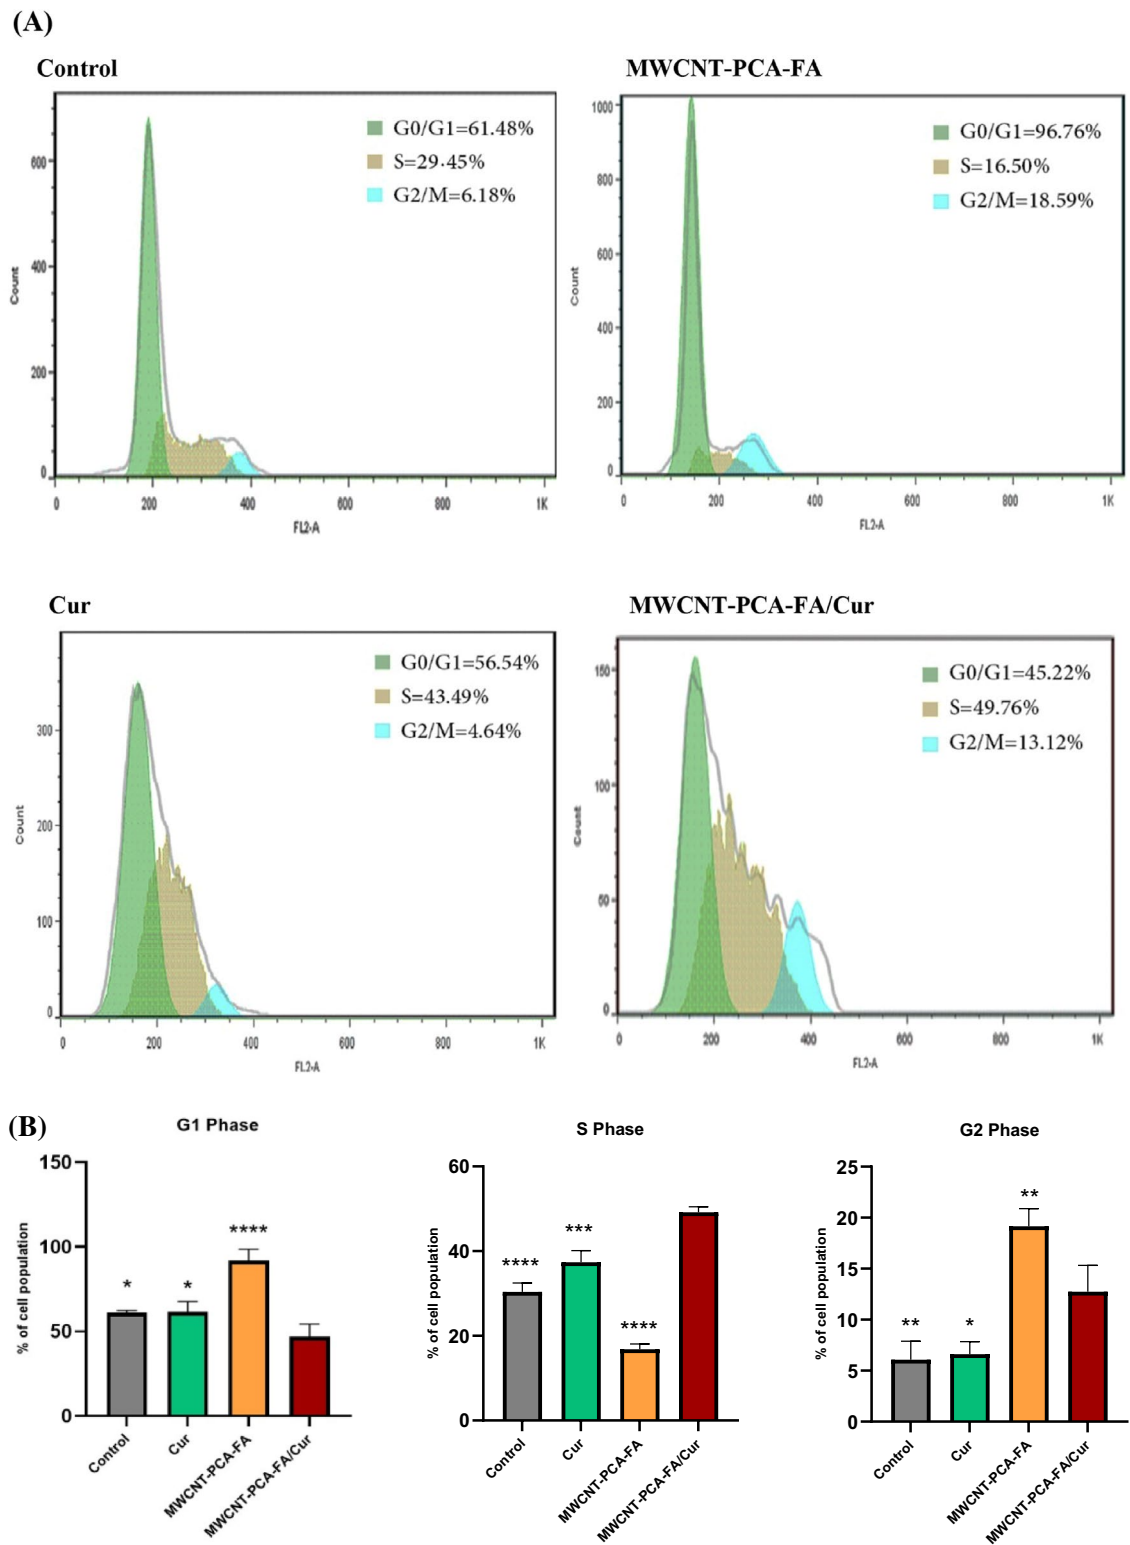 (A)
Control
G0/G1=61.48%
S=29.45%
G2/M=6.18%
Count
600
400
200
0
0 200 400 600 800 1K
FL2-A
MWCNT-PCA-FA
G0/G1=96.76%
S=16.50%
G2/M=18.59%
Count
1000
800
600
400
200
0
0 200 400 600 800 1K
FL2-A
Cur
G0/G1=56.54%
S=43.49%
G2/M=4.64%
Count
300
200
100
0
0 200 400 600 800 1K
FL2-A
MWCNT-PCA-FA/Cur
G0/G1=45.22%
S=49.76%
G2/M=13.12%
Count
150
100
50
0
0 200 400 600 800 1K
FL2-A
(B)
G1 Phase
% of cell population
150
100
50
0
* * ****
Control
Cur
MWCNT-PCA-FA
MWCNT-PCA-FA/Cur
S Phase
% of cell population
60
40
20
0
**** *** ****
Control
Cur
MWCNT-PCA-FA
MWCNT-PCA-FA/Cur
G2 Phase
% of cell population
25
20
15
10
5
0
** * **
Control
Cur
MWCNT-PCA-FA
MWCNT-PCA-FA/Cur